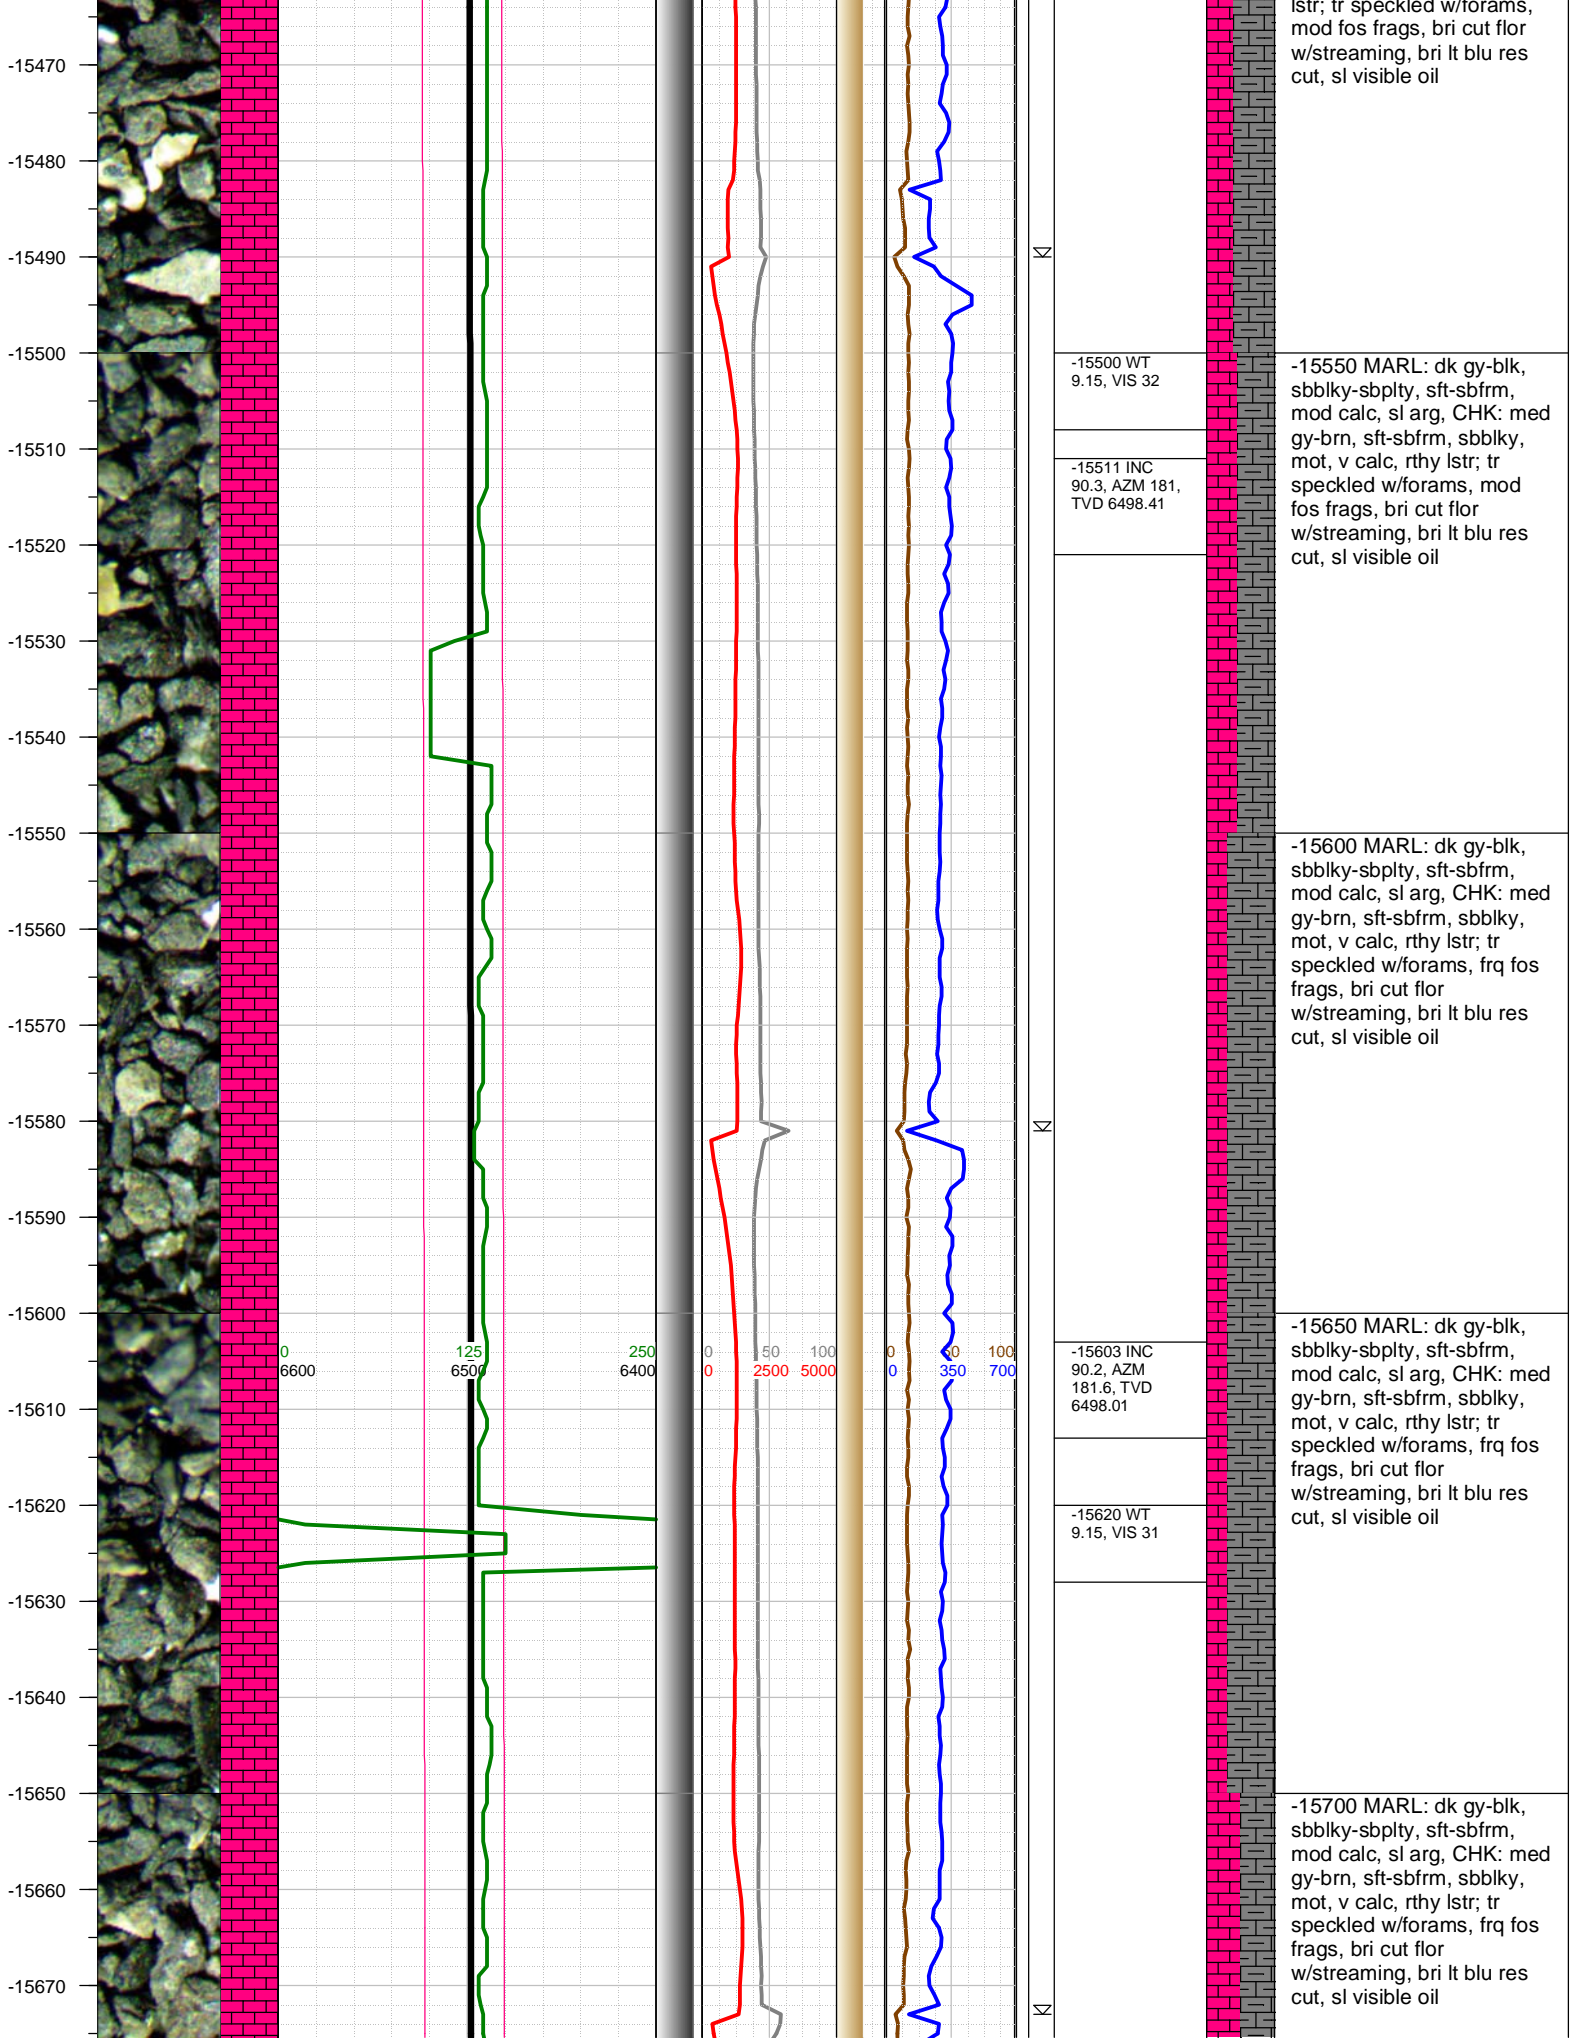 lstr; tr speckled w/forams,
mod fos frags, bri cut flor
w/streaming, bri lt blu res
cut, sl visible oil
-15470
-15480
-15490
-15500
-15500 WT
9.15, VIS 32
-15550 MARL: dk gy-blk,
sbblky-sbplty, sft-sbfrm,
mod calc, sl arg, CHK: med
gy-brn, sft-sbfrm, sbblky,
mot, v calc, rthy lstr; tr
speckled w/forams, mod
fos frags, bri cut flor
w/streaming, bri lt blu res
cut, sl visible oil
-15510
-15511 INC
90.3, AZM 181,
TVD 6498.41
-15520
-15530
-15540
-15550
-15600 MARL: dk gy-blk,
sbblky-sbplty, sft-sbfrm,
mod calc, sl arg, CHK: med
gy-brn, sft-sbfrm, sbblky,
mot, v calc, rthy lstr; tr
speckled w/forams, frq fos
frags, bri cut flor
w/streaming, bri lt blu res
cut, sl visible oil
-15560
-15570
-15580
-15590
-15600
-15650 MARL: dk gy-blk,
sbblky-sbplty, sft-sbfrm,
mod calc, sl arg, CHK: med
gy-brn, sft-sbfrm, sbblky,
mot, v calc, rthy lstr; tr
speckled w/forams, frq fos
frags, bri cut flor
w/streaming, bri lt blu res
cut, sl visible oil
0 125 250 0 50 100 0 50 100
6600 6500 6400 0 2500 5000 0 350 700
-15603 INC
90.2, AZM
181.6, TVD
6498.01
-15610
-15620
-15620 WT
9.15, VIS 31
-15630
-15640
-15650
-15700 MARL: dk gy-blk,
sbblky-sbplty, sft-sbfrm,
mod calc, sl arg, CHK: med
gy-brn, sft-sbfrm, sbblky,
mot, v calc, rthy lstr; tr
speckled w/forams, frq fos
frags, bri cut flor
w/streaming, bri lt blu res
cut, sl visible oil
-15660
-15670